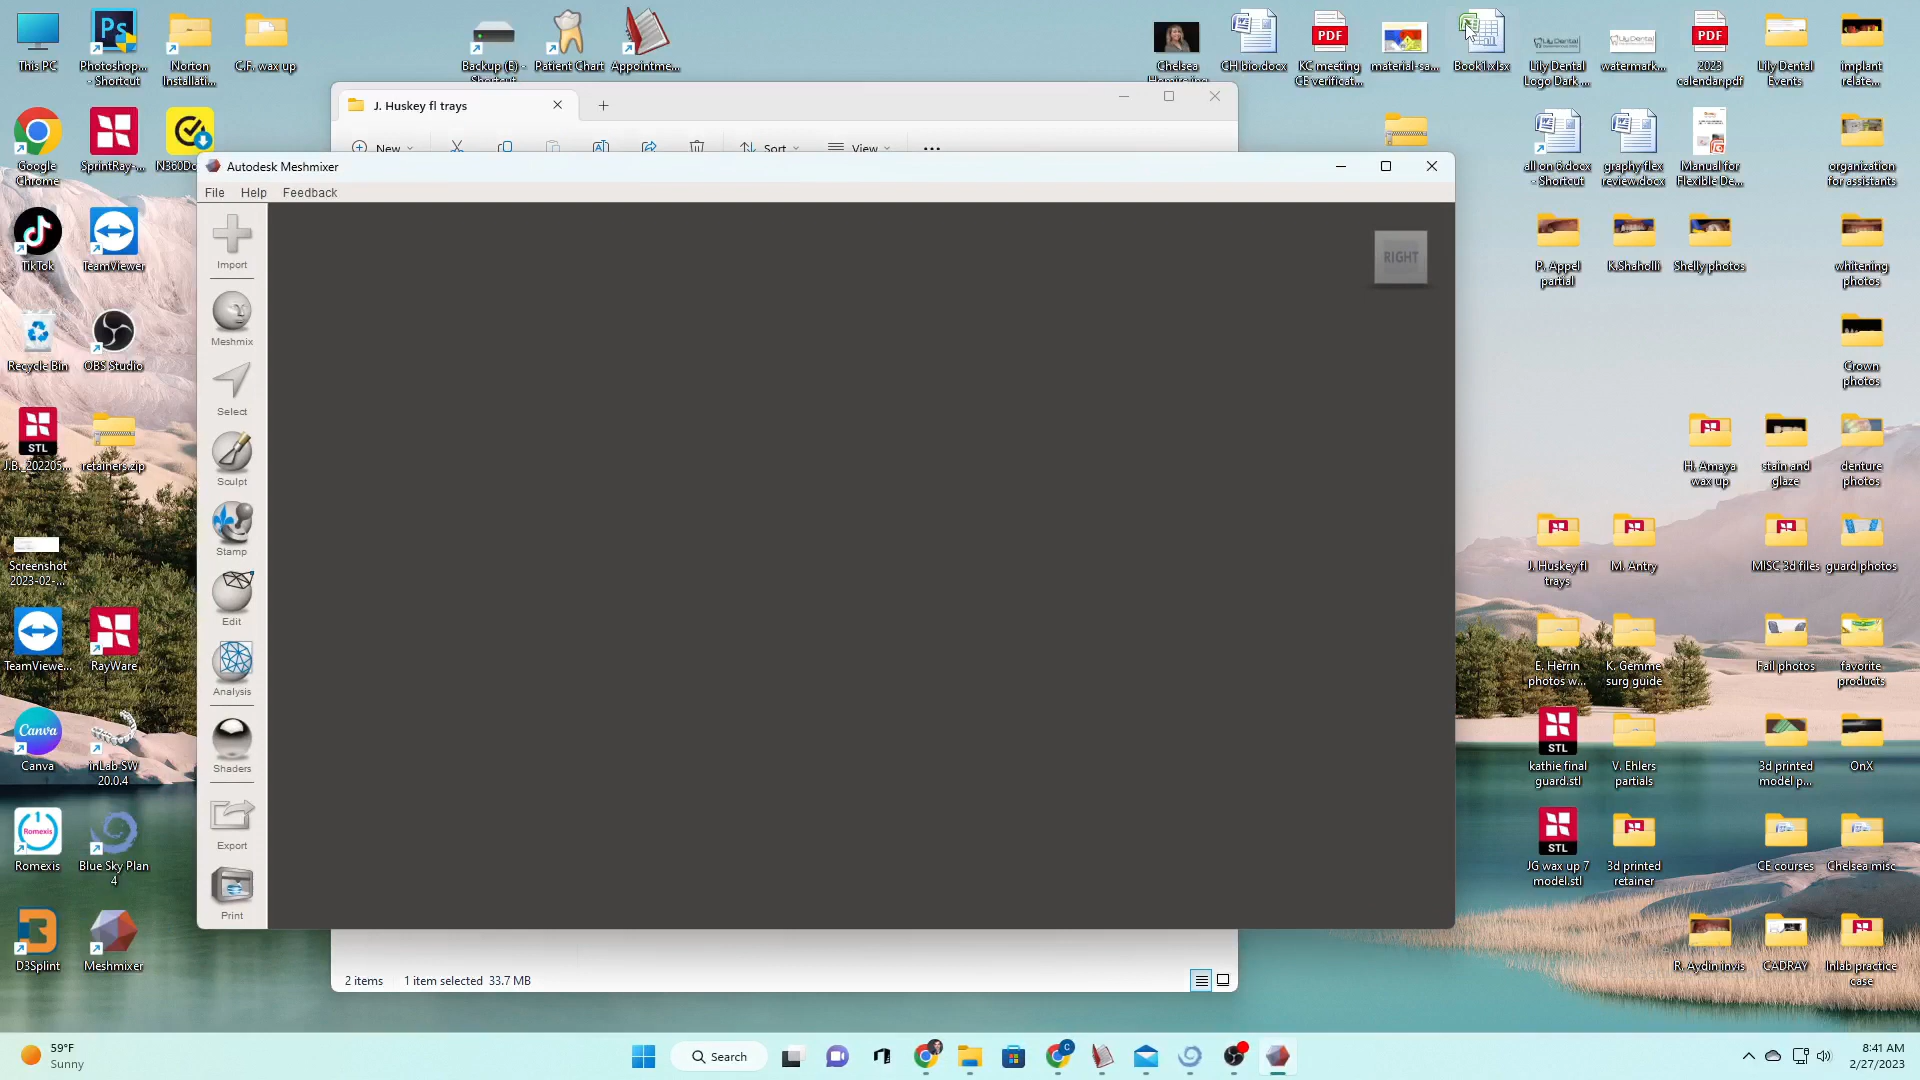 This PC
Photoshop...
- Shortcut
Norton
Installati...
C.F. wax up
Backup (E) -
Shortcut
Patient Chart
Appointme...
Chelsea
CH bio.docx
KC meeting
CE verificat...
material-sa...
Book1.xlsx
Lily Dental
Logo Dark ...
watermark...
2023
calendar.pdf
Lily Dental
Events
implant
relate...
J. Huskey fl trays
New
Sort
View
Google
Chrome
SprintRay-...
all on 6.docx
- Shortcut
graphy flex
review.docx
Manual for
Flexible De...
organization
for assistants
Autodesk Meshmixer
File
Help
Feedback
TikTok
TeamViewer
P. Appel
partial
K.Shaholli
Shelly photos
whitening
photos
Import
Meshmix
Select
Sculpt
Stamp
Edit
Analysis
Shaders
Export
Print
RIGHT
Recycle Bin
OBS Studio
Crown
photos
STL
J.B._202205...
retainers.zip
H. Amaya
wax up
stain and
glaze
denture
photos
Screenshot
2023-02-...
J. Huskey fl
trays
M. Antry
MISC 3d files
guard photos
TeamViewe...
RayWare
E. Herrin
photos w...
K. Gemme
surg guide
Fail photos
favorite
products
Canva
Canva
inLab SW
20.0.4
STL
kathie final
guard.stl
V. Ehlers
partials
3d printed
model p...
OnX
Romexis
Romexis
Blue Sky Plan
4
STL
JG wax up 7
model.stl
3d printed
retainer
CE courses
Chelsea misc
D3Splint
Meshmixer
R. Aydin invis
CADRAY
Inlab practice
case
2 items
1 item selected 33.7 MB
59°F
Sunny
Search
8:41 AM
2/27/2023